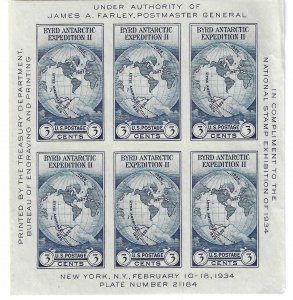 UNDER AUTHORITY OF
JAMES A. FARLEY, POSTMASTER GENERAL
PRINTED BY THE TREASURY DEPARTMENT,
BUREAU OF ENGRAVING AND PRINTING
BYRD ANTARCTIC
EXPEDITION II
U.S. POSTAGE
3 CENTS 3
BYRD ANTARCTIC
EXPEDITION II
U.S. POSTAGE
3 CENTS 3
BYRD ANTARCTIC
EXPEDITION II
U.S. POSTAGE
3 CENTS 3
BYRD ANTARCTIC
EXPEDITION II
U.S. POSTAGE
3 CENTS 3
BYRD ANTARCTIC
EXPEDITION II
U.S. POSTAGE
3 CENTS 3
BYRD ANTARCTIC
EXPEDITION II
U.S. POSTAGE
3 CENTS 3
IN COMPLIMENT TO THE
NATIONAL STAMP EXHIBITION OF 1934
NEW YORK, N.Y., FEBRUARY 10-18, 1934
PLATE NUMBER 21184